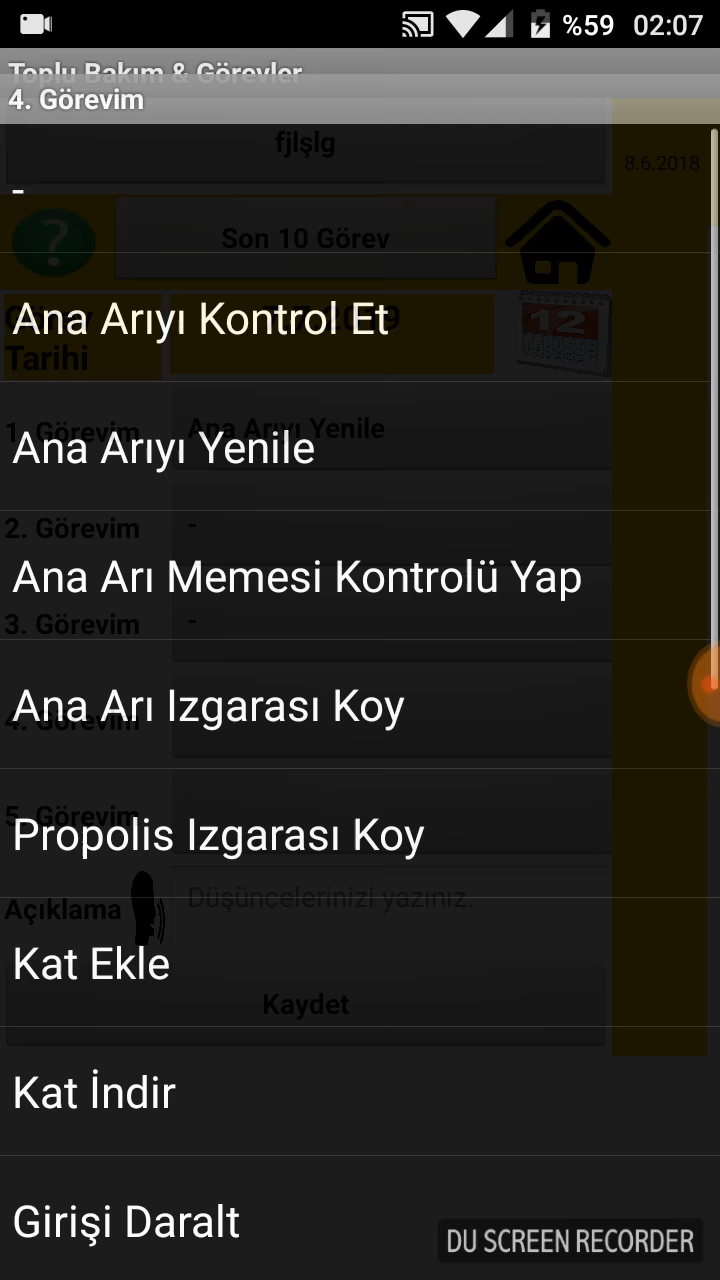 %59 02:07
Toplu Bakım & Görevler
4. Görevim
fjlşlg
8.6.2018
-
?
Son 10 Görev
Ana Arıyı Kontrol Et
Tarihi
12
1. Görevim
Ana Arıyı Yenile
Ana Arıyı Yenile
2. Görevim
-
Ana Arı Memesi Kontrolü Yap
3. Görevim
-
Ana Arı Izgarası Koy
4. Görevim
5. Görevim
Propolis Izgarası Koy
Açıklama
Düşüncelerinizi yazınız.
Kat Ekle
Kaydet
Kat İndir
Girişi Daralt
DU SCREEN RECORDER